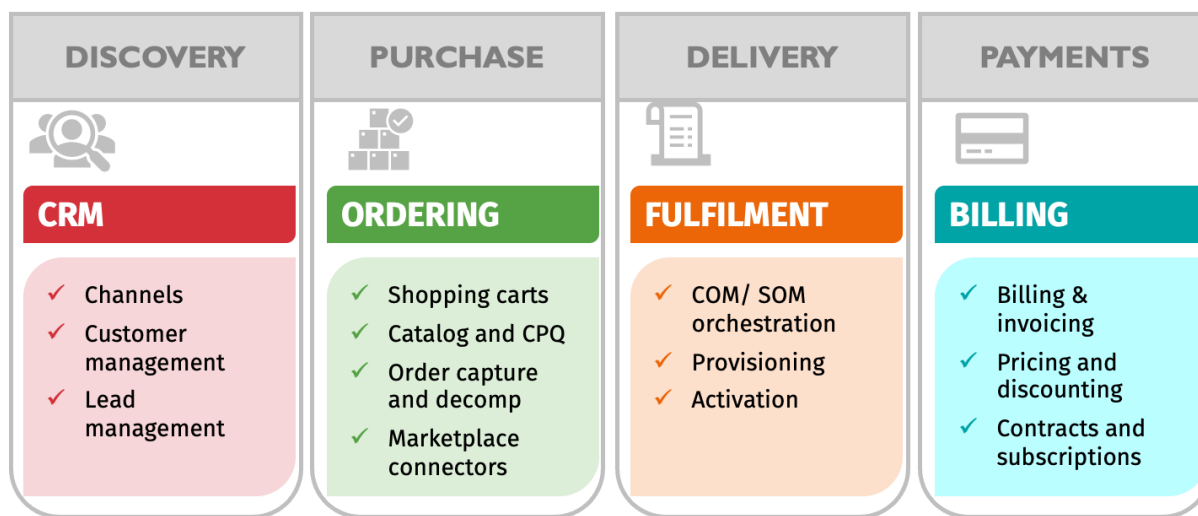 DISCOVERY
CRM
✓ Channels
✓ Customer
management
✓ Lead
management
PURCHASE
ORDERING
✓ Shopping carts
✓ Catalog and CPQ
✓ Order capture
and decomp
✓ Marketplace
connectors
DELIVERY
FULFILMENT
✓ COM/ SOM
orchestration
✓ Provisioning
✓ Activation
PAYMENTS
BILLING
✓ Billing &
invoicing
✓ Pricing and
discounting
✓ Contracts and
subscriptions